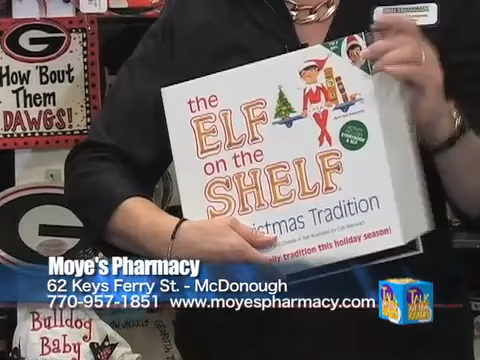 How 'Bout
Them
DAWGS!
the
ELF
on the
SHELF
Christmas Tradition
tradition this holiday season!
Moye's Pharmacy
62 Keys Ferry St. - McDonough
770-957-1851 www.moyespharmacy.com
TALK
Bulldog
Baby